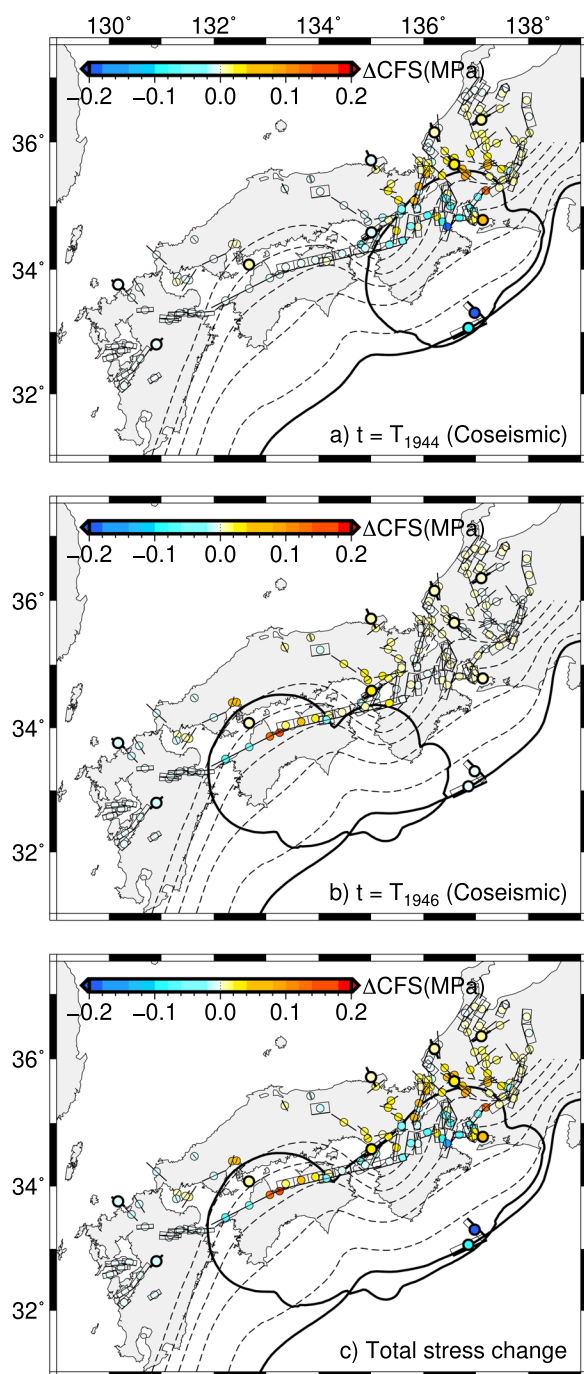 130° 132° 134° 136° 138°
ΔCFS(MPa)
−0.2 −0.1 0.0 0.1 0.2
36°
34°
32°
a) t = T1944 (Coseismic)
ΔCFS(MPa)
−0.2 −0.1 0.0 0.1 0.2
36°
34°
32°
b) t = T1946 (Coseismic)
ΔCFS(MPa)
−0.2 −0.1 0.0 0.1 0.2
36°
34°
32°
c) Total stress change